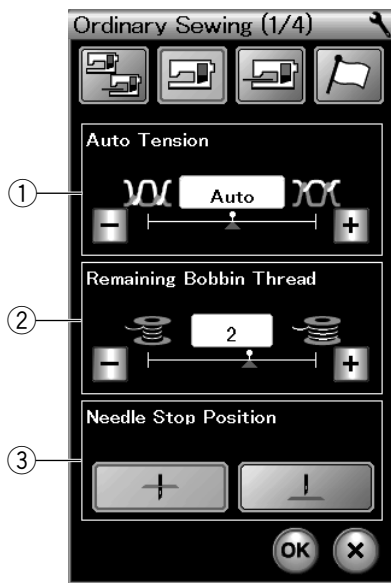 Ordinary Sewing (1/4)
① Auto Tension
Auto
− +
② Remaining Bobbin Thread
2
− +
③ Needle Stop Position
OK ×